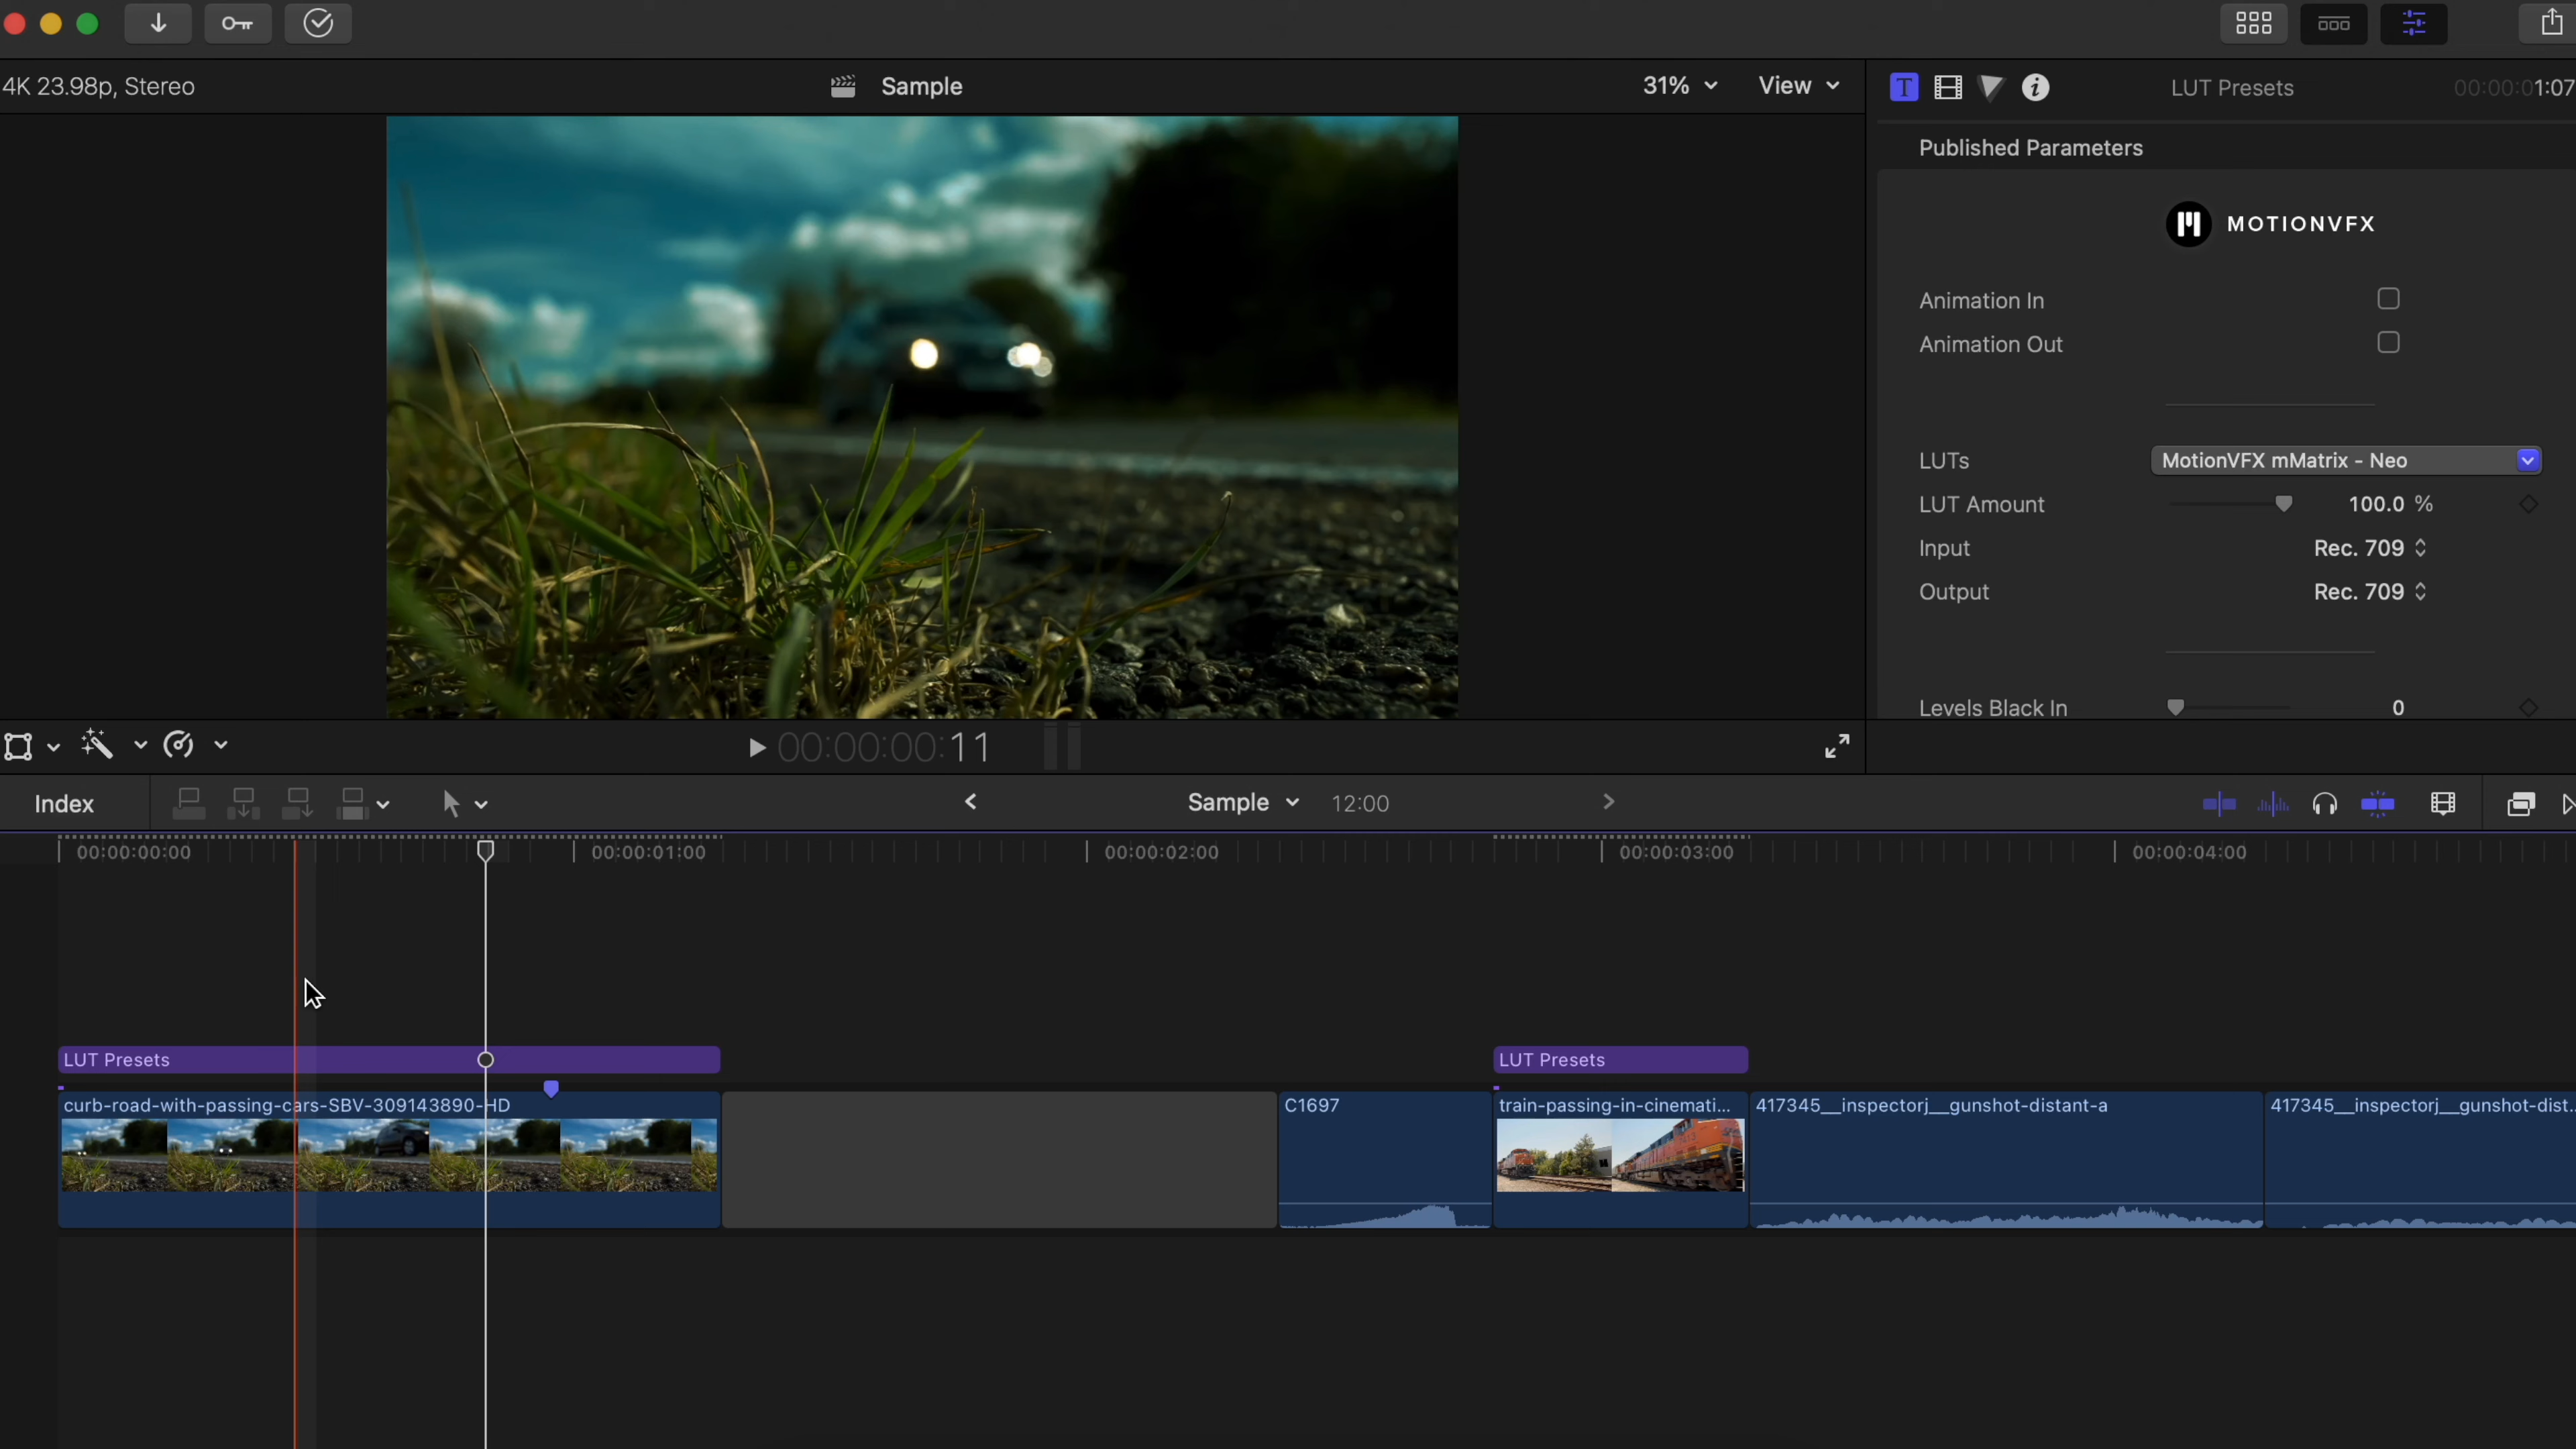 4K 23.98p, Stereo
Sample
31%
View
T
i
LUT Presets
00:00:01:07
Published Parameters
MOTIONVFX
Animation In
Animation Out
LUTs
MotionVFX mMatrix - Neo
LUT Amount
100.0 %
Input
Rec. 709
Output
Rec. 709
Levels Black In
0
00:00:00:11
Index
Sample
12:00
00:00:00:00
00:00:01:00
00:00:02:00
00:00:03:00
00:00:04:00
LUT Presets
LUT Presets
curb-road-with-passing-cars-SBV-309143890-HD
C1697
train-passing-in-cinemati...
417345__inspectorj__gunshot-distant-a
417345__inspectorj__gunshot-dist...